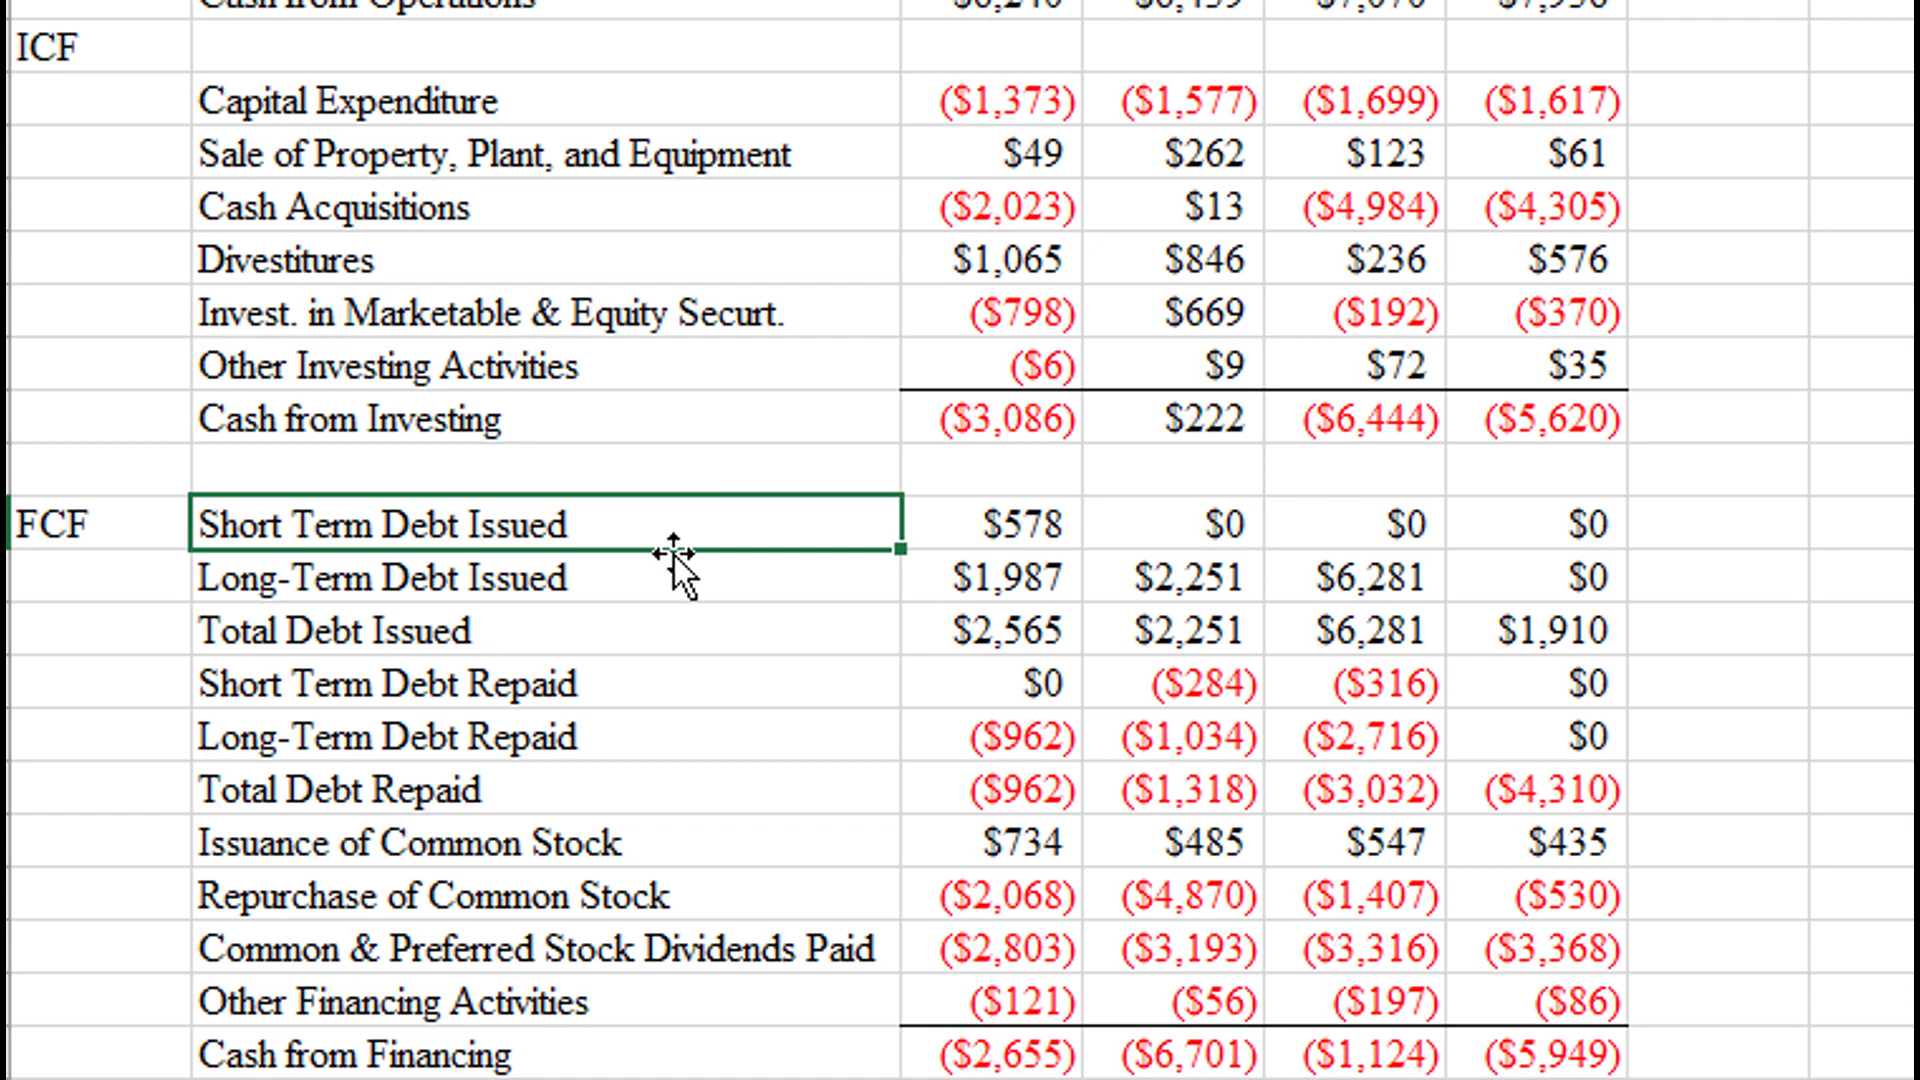 Cash from Operations
ICF
Capital Expenditure ($1,373) ($1,577) ($1,699) ($1,617)
Sale of Property, Plant, and Equipment $49 $262 $123 $61
Cash Acquisitions ($2,023) $13 ($4,984) ($4,305)
Divestitures $1,065 $846 $236 $576
Invest. in Marketable & Equity Securt. ($798) $669 ($192) ($370)
Other Investing Activities ($6) $9 $72 $35
Cash from Investing ($3,086) $222 ($6,444) ($5,620)
FCF Short Term Debt Issued $578 $0 $0 $0
Long-Term Debt Issued $1,987 $2,251 $6,281 $0
Total Debt Issued $2,565 $2,251 $6,281 $1,910
Short Term Debt Repaid $0 ($284) ($316) $0
Long-Term Debt Repaid ($962) ($1,034) ($2,716) $0
Total Debt Repaid ($962) ($1,318) ($3,032) ($4,310)
Issuance of Common Stock $734 $485 $547 $435
Repurchase of Common Stock ($2,068) ($4,870) ($1,407) ($530)
Common & Preferred Stock Dividends Paid ($2,803) ($3,193) ($3,316) ($3,368)
Other Financing Activities ($121) ($56) ($197) ($86)
Cash from Financing ($2,655) ($6,701) ($1,124) ($5,949)